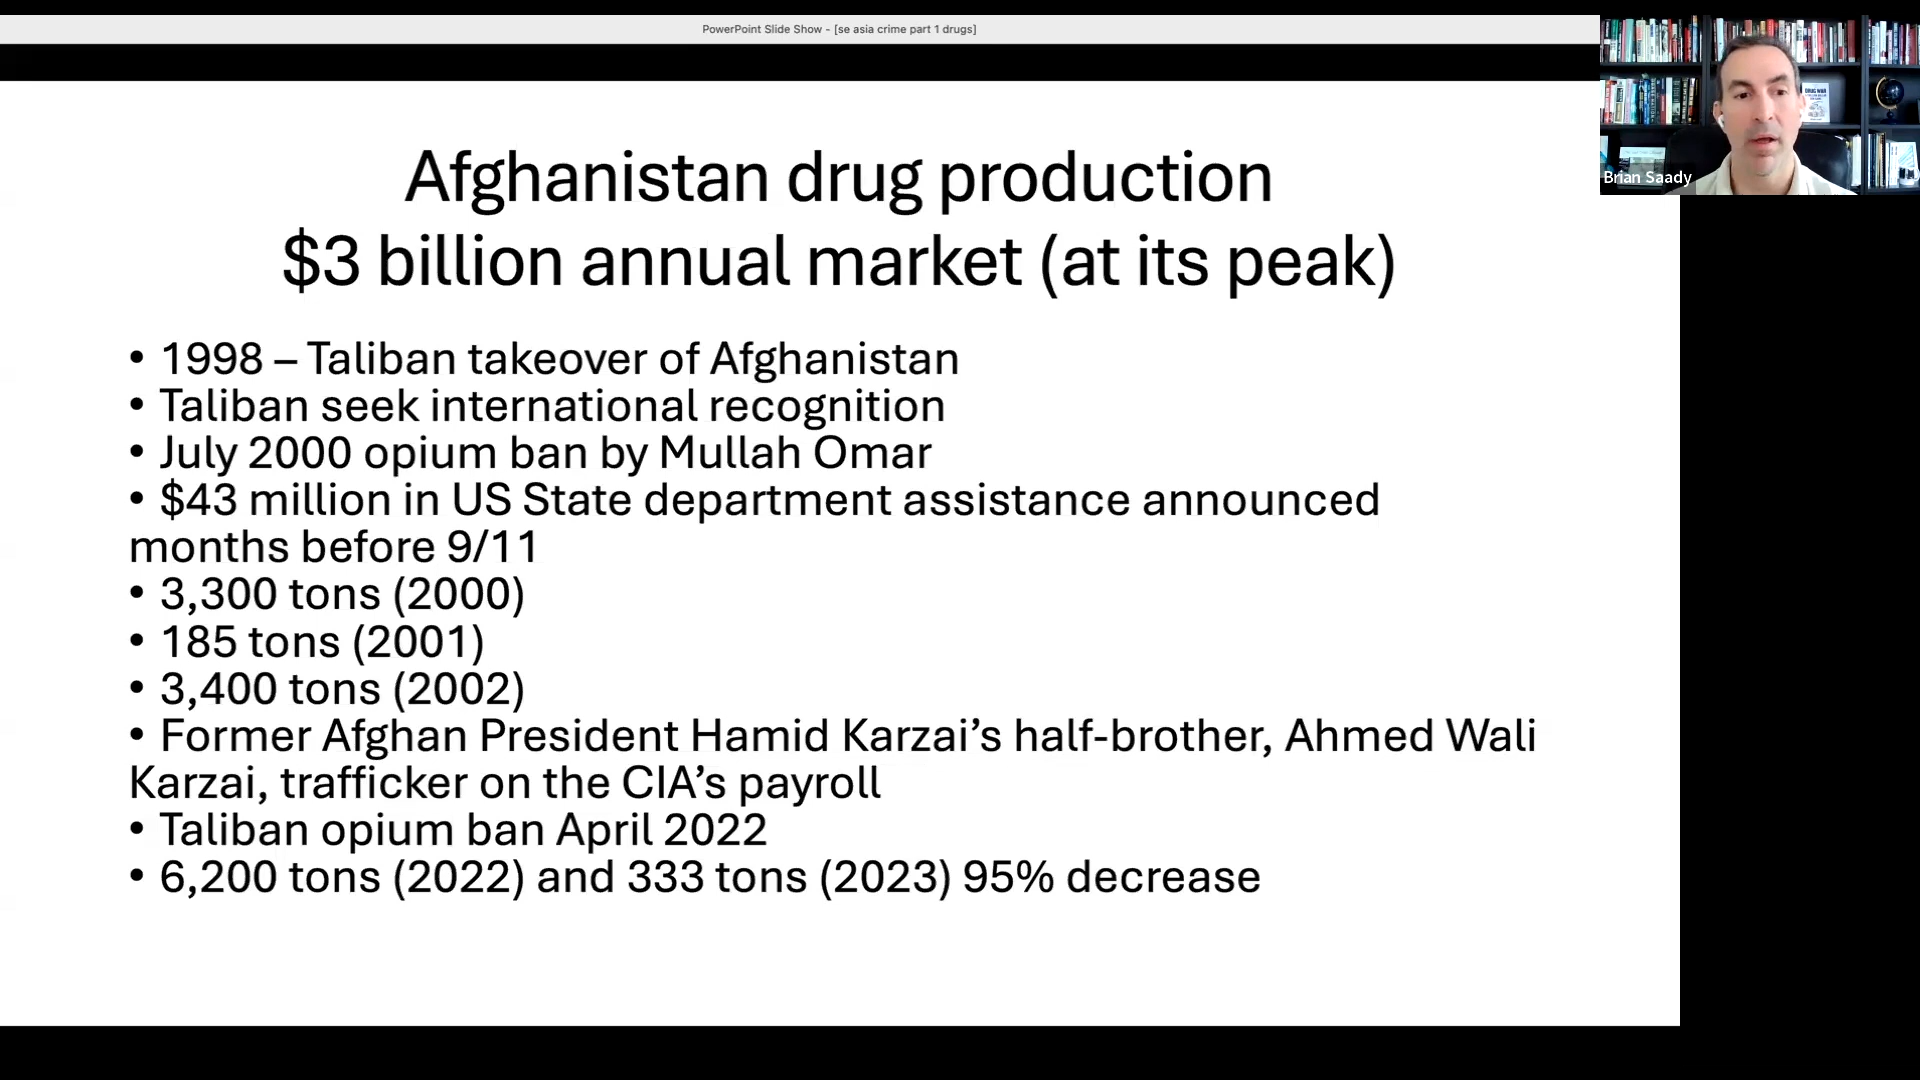 PowerPoint Slide Show - [se asia crime part 1 drugs]
Brian Saady
Afghanistan drug production
$3 billion annual market (at its peak)
• 1998 – Taliban takeover of Afghanistan
• Taliban seek international recognition
• July 2000 opium ban by Mullah Omar
• $43 million in US State department assistance announced
months before 9/11
• 3,300 tons (2000)
• 185 tons (2001)
• 3,400 tons (2002)
• Former Afghan President Hamid Karzai’s half-brother, Ahmed Wali
Karzai, trafficker on the CIA’s payroll
• Taliban opium ban April 2022
• 6,200 tons (2022) and 333 tons (2023) 95% decrease